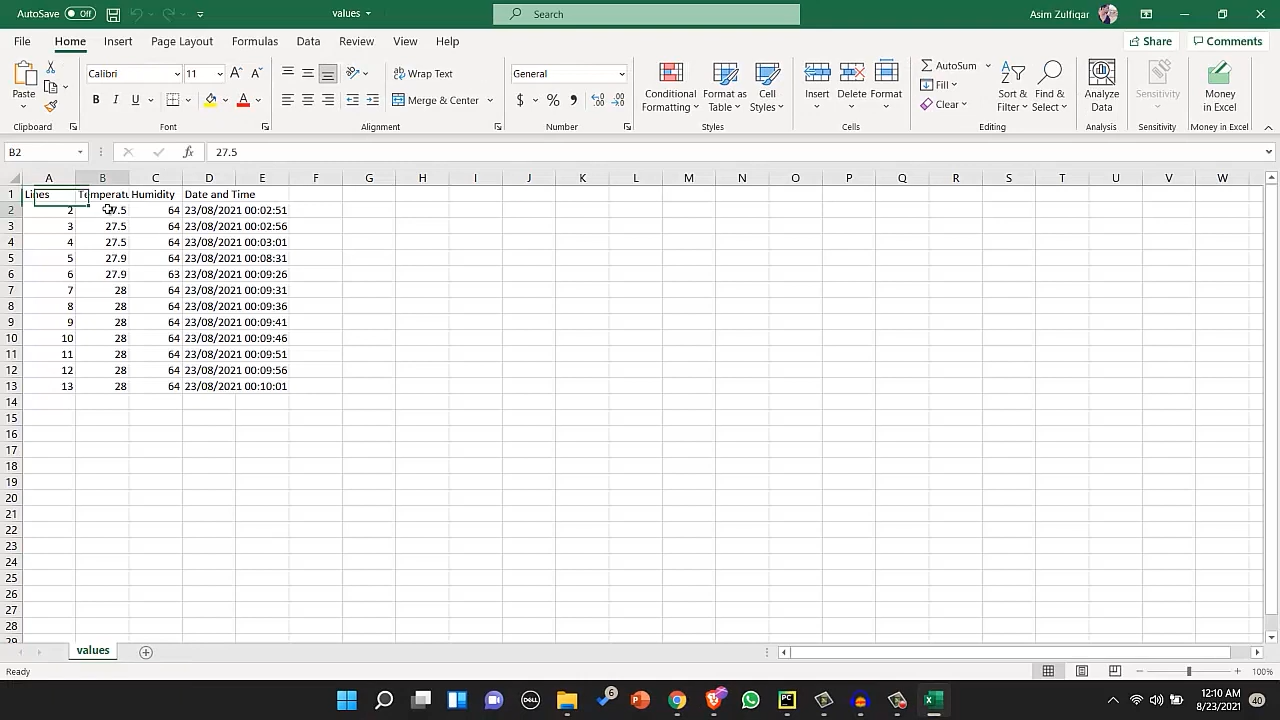 AutoSave Off values Search Asim Zulfiqar
File Home Insert Page Layout Formulas Data Review View Help Share Comments
Calibri 11 Wrap Text General AutoSum
Paste B I U Merge & Center $ % 9 Conditional Formatting Format as Table Cell Styles Insert Delete Format Fill Clear Sort & Filter Find & Select Analyze Data Sensitivity Money in Excel
Clipboard Font Alignment Number Styles Cells Editing Analysis Sensitivity Money in Excel
B2 fx 27.5
A B C D E F G H I J K L M N O P Q R S T U V W
1 Lines Temperatu Humidity Date and Time
2 2 27.5 64 23/08/2021 00:02:51
3 3 27.5 64 23/08/2021 00:02:56
4 4 27.5 64 23/08/2021 00:03:01
5 5 27.9 64 23/08/2021 00:08:31
6 6 27.9 63 23/08/2021 00:09:26
7 7 28 64 23/08/2021 00:09:31
8 8 28 64 23/08/2021 00:09:36
9 9 28 64 23/08/2021 00:09:41
10 10 28 64 23/08/2021 00:09:46
11 11 28 64 23/08/2021 00:09:51
12 12 28 64 23/08/2021 00:09:56
13 13 28 64 23/08/2021 00:10:01
14
15
16
17
18
19
20
21
22
23
24
25
26
27
28
29
values
Ready 100%
6 DELL PC 12:10 AM 40
8/23/2021